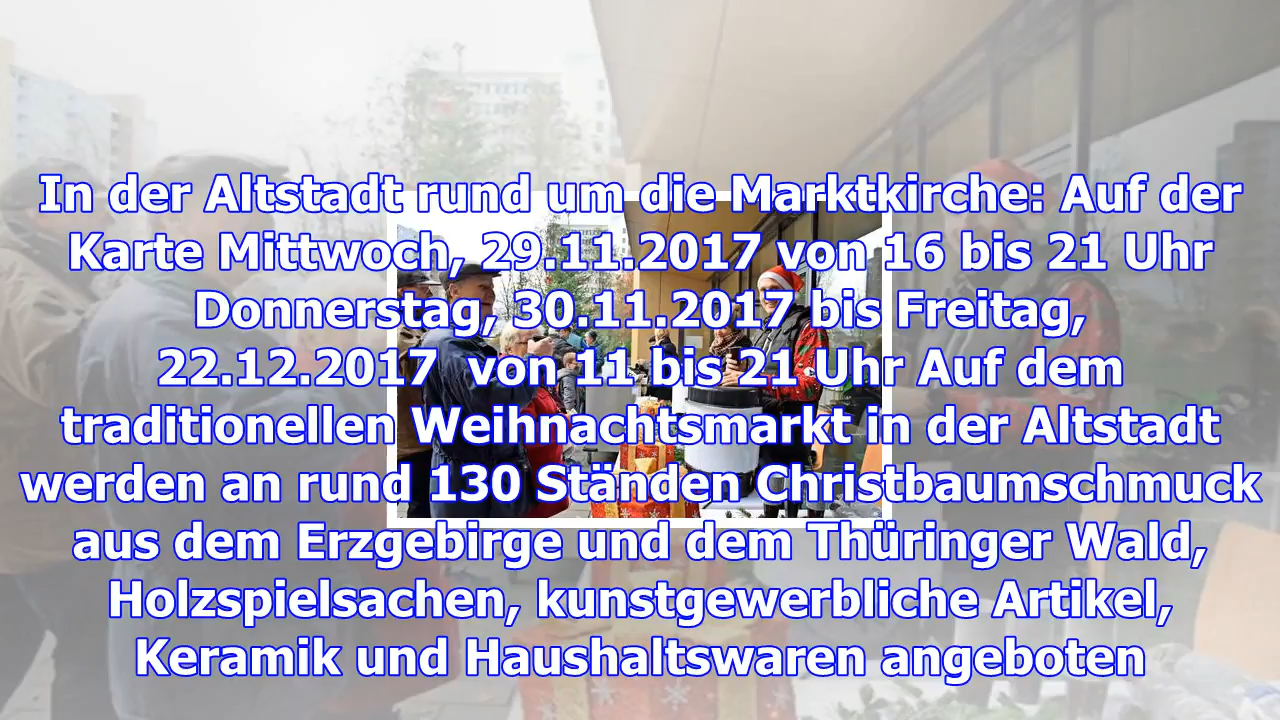 In der Altstadt rund um die Marktkirche: Auf der
Karte Mittwoch, 29.11.2017 von 16 bis 21 Uhr
Donnerstag, 30.11.2017 bis Freitag,
22.12.2017  von 11 bis 21 Uhr Auf dem
traditionellen Weihnachtsmarkt in der Altstadt
werden an rund 130 Ständen Christbaumschmuck
aus dem Erzgebirge und dem Thüringer Wald,
Holzspielsachen, kunstgewerbliche Artikel,
Keramik und Haushaltswaren angeboten